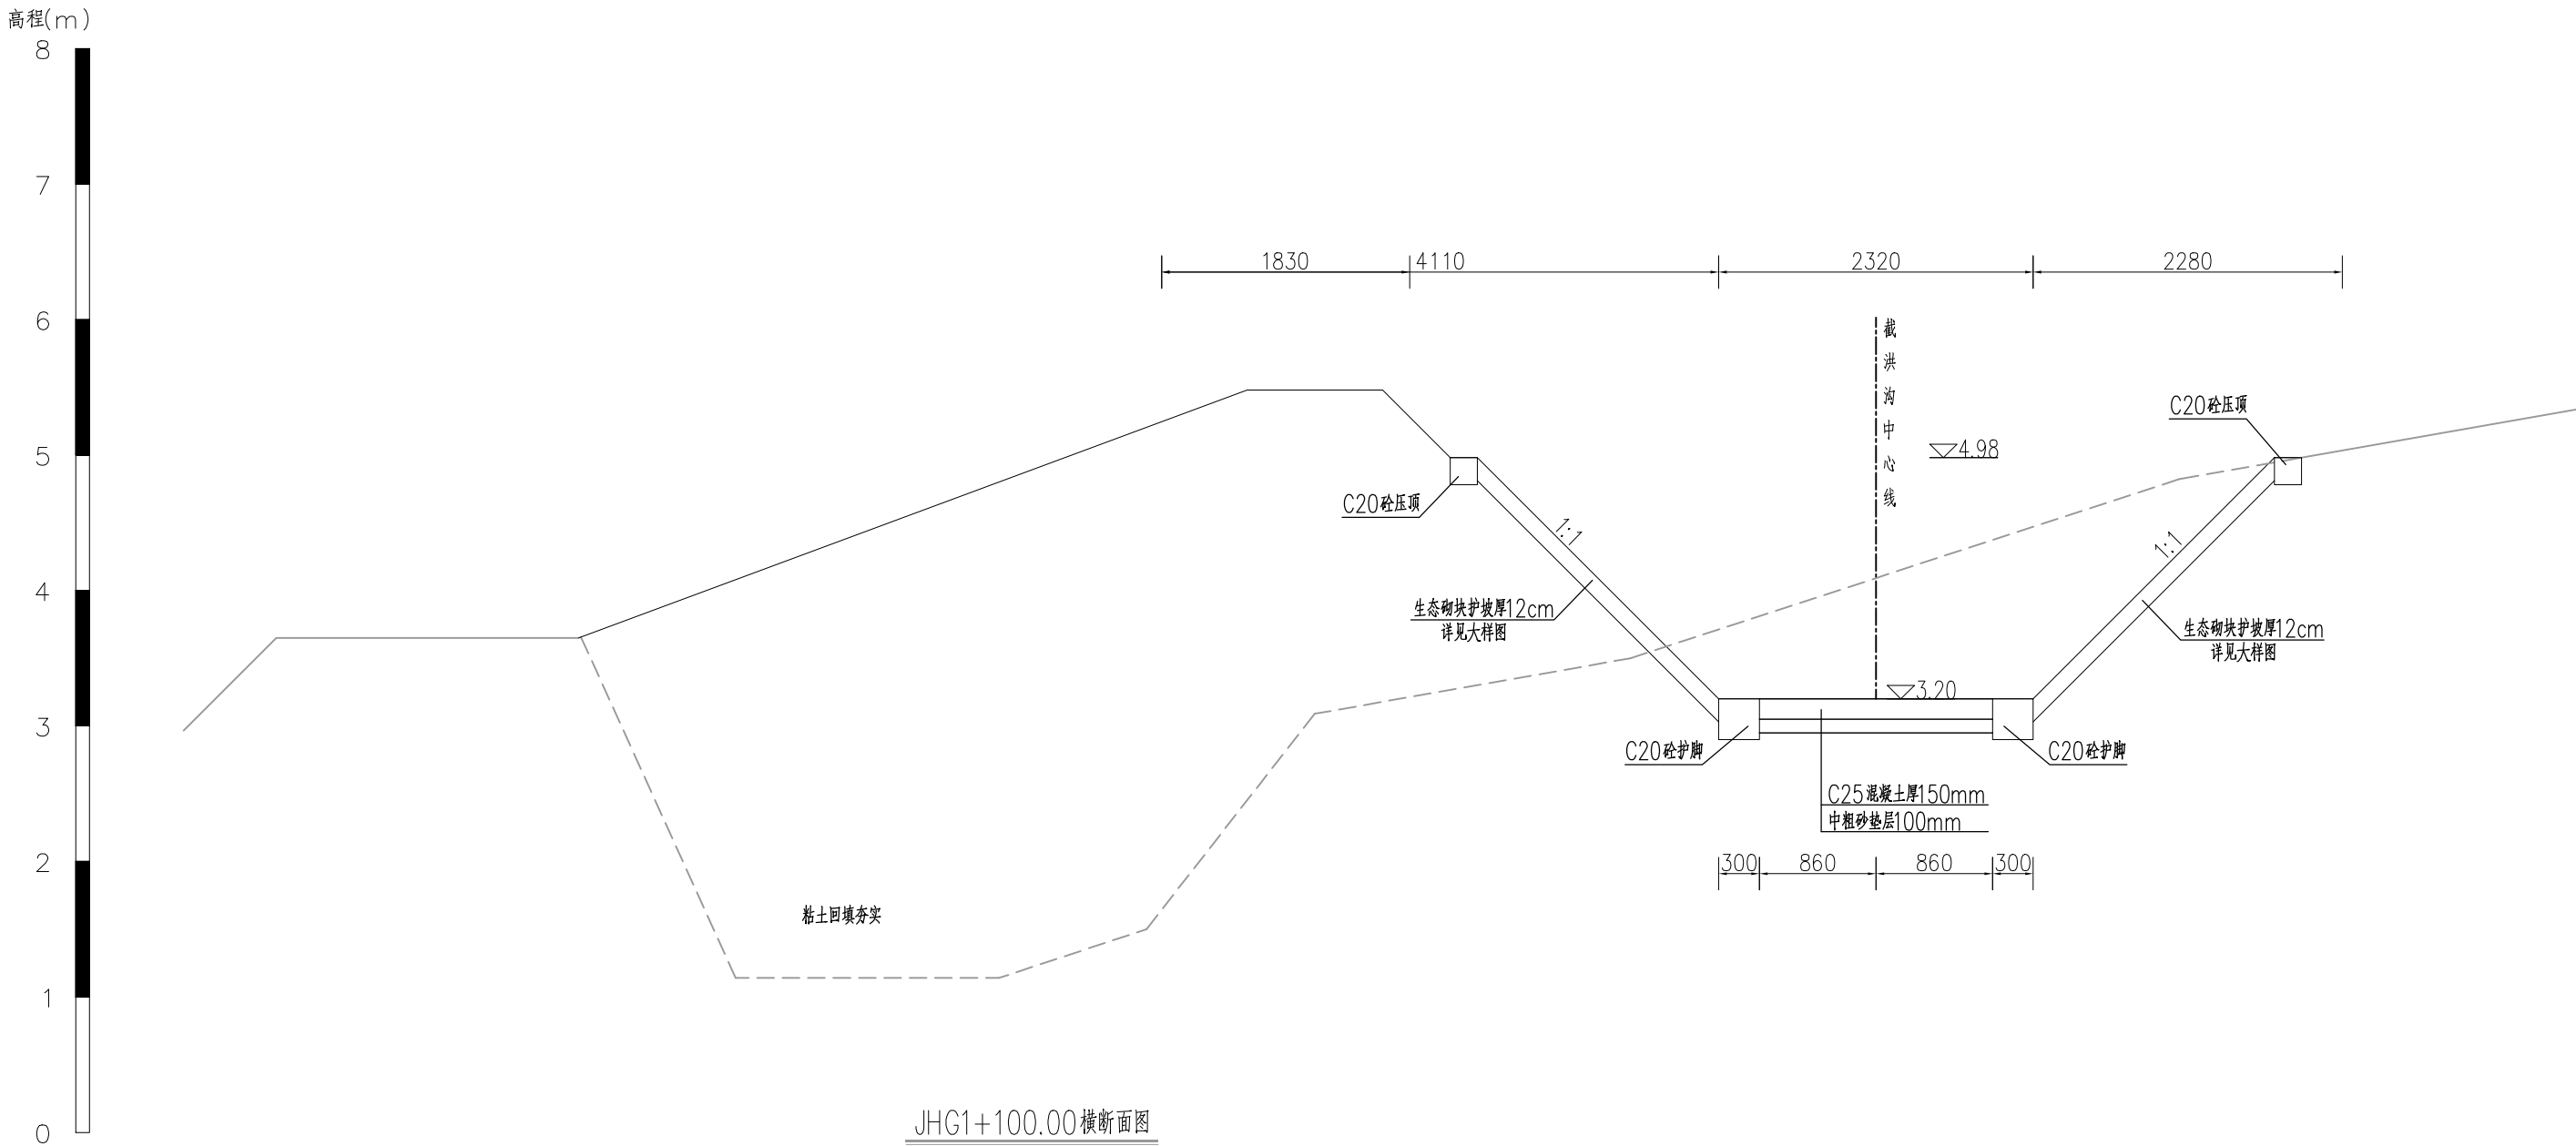 高程(m)
8
7
6
5
4
3
2
1
0
1830
4110
2320
2280
截洪沟中心线
C20砼压顶
4.98
C20砼压顶
1:1
1:1
生态砌块护坡厚12cm
详见大样图
生态砌块护坡厚12cm
详见大样图
3.20
C20砼护脚
C20砼护脚
C25混凝土厚150mm
中粗砂垫层100mm
300
860
860
300
粘土回填夯实
JHG1+100.00横断面图